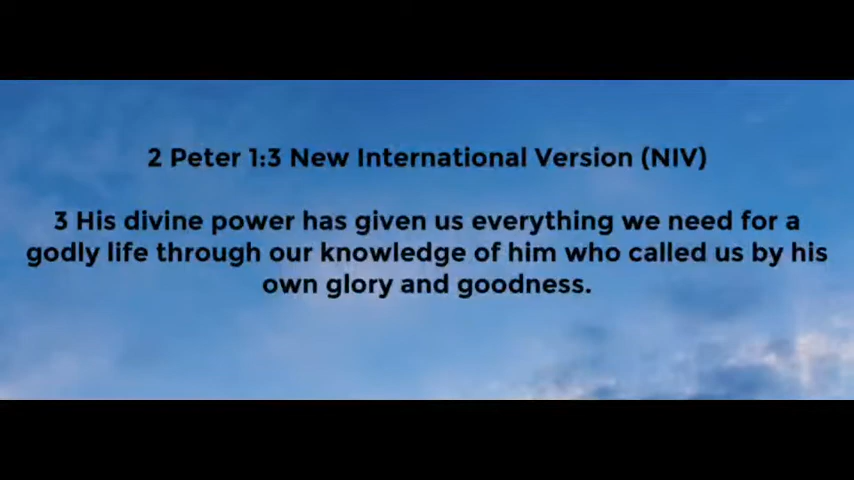 2 Peter 1:3 New International Version (NIV)
3 His divine power has given us everything we need for a
godly life through our knowledge of him who called us by his
own glory and goodness.